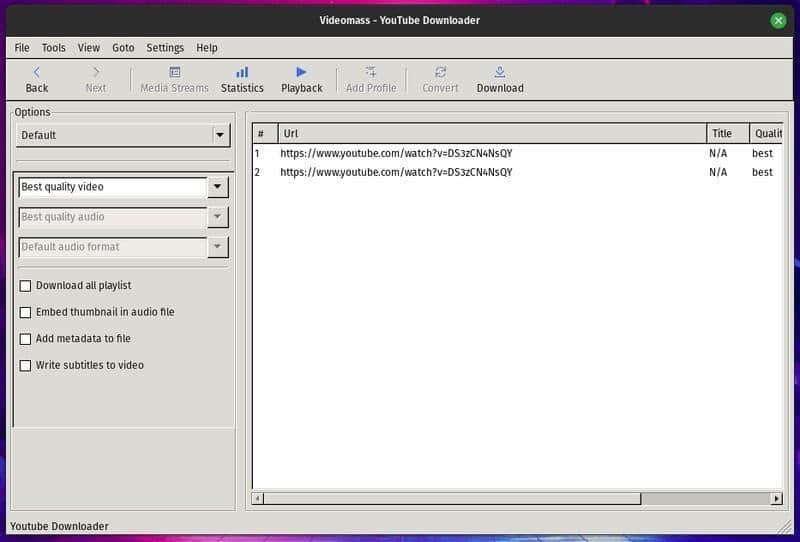 Videomass - YouTube Downloader
File Tools View Goto Settings Help
Back Next Media Streams Statistics Playback Add Profile Convert Download
Options
Default
Best quality video
Best quality audio
Default audio format
Download all playlist
Embed thumbnail in audio file
Add metadata to file
Write subtitles to video
# Url Title Qualit
1 https://www.youtube.com/watch?v=DS3zCN4NsQY N/A best
2 https://www.youtube.com/watch?v=DS3zCN4NsQY N/A best
Youtube Downloader